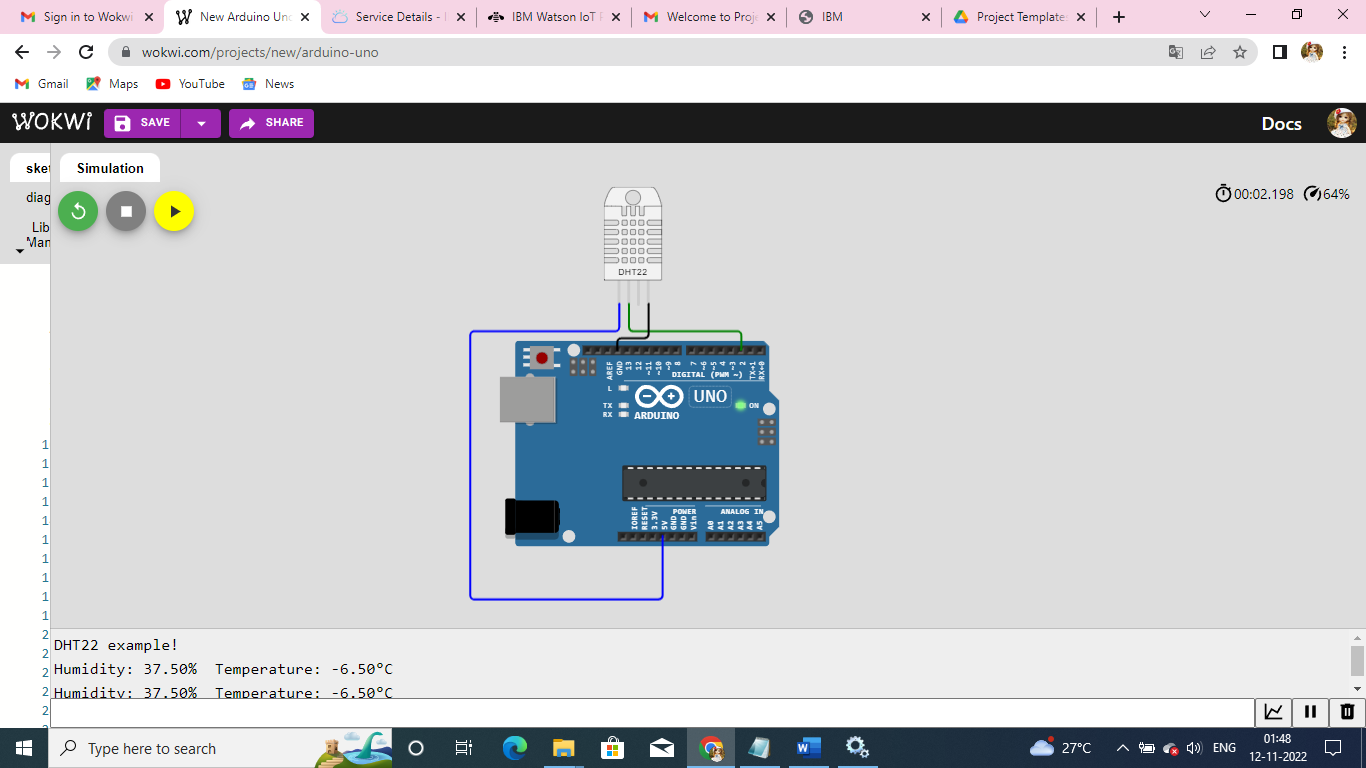 Sign in to Wokwi
New Arduino Uno
Service Details -
IBM Watson IoT P
Welcome to Proje
IBM
Project Template
wokwi.com/projects/new/arduino-uno
Gmail
Maps
YouTube
News
WOKWI
SAVE
SHARE
Docs
sket
Simulation
diag
Lib
Man
00:02.198
64%
DHT22
AREF
GND
13
12
~11
~10
~9
8
7
~6
~5
4
~3
2
TX→1
RX←0
DIGITAL (PWM ~)
L
TX
RX
ARDUINO
UNO
ON
IOREF
RESET
3.3V
5V
GND
GND
Vin
POWER
ANALOG IN
A0
A1
A2
A3
A4
A5
1
1
1
1
1
1
1
1
1
1
2
2
2
2
2
2
DHT22 example!
Humidity: 37.50%  Temperature: -6.50°C
Humidity: 37.50%  Temperature: -6.50°C
Type here to search
27°C
ENG
01:48
12-11-2022